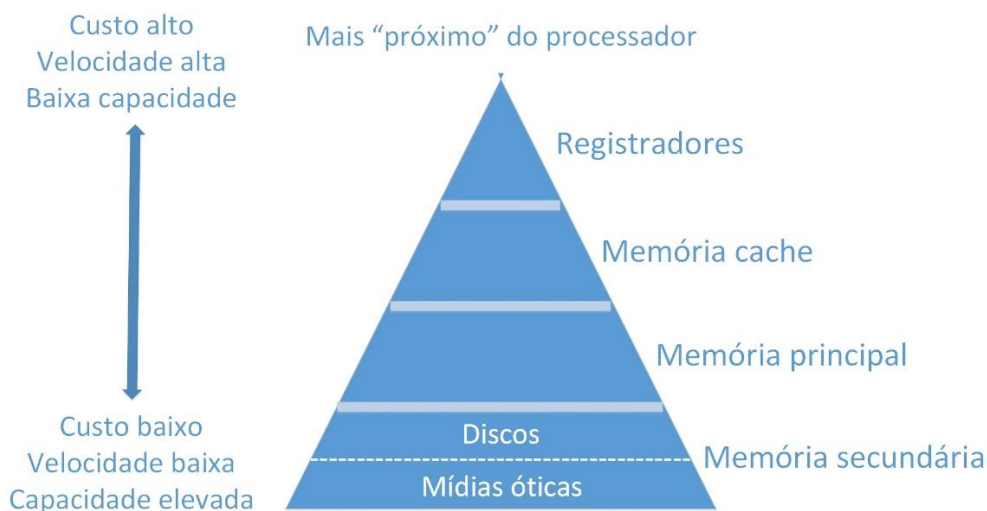 Custo alto
Velocidade alta
Baixa capacidade
Mais “próximo” do processador
Registradores
Memória cache
Memória principal
Custo baixo
Velocidade baixa
Capacidade elevada
Discos
Mídias óticas
Memória secundária